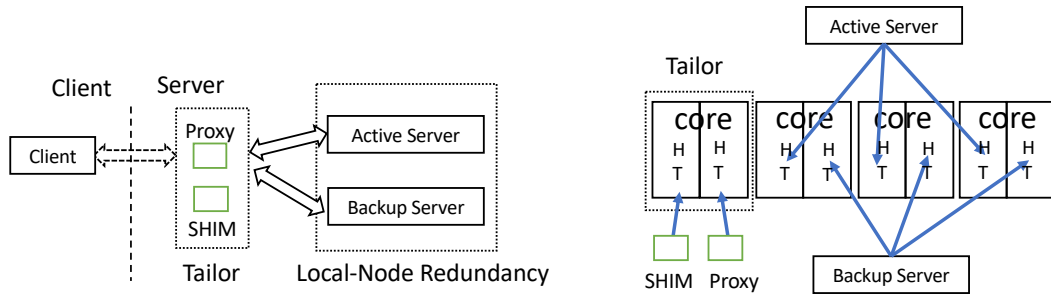 Client
Server
Proxy
Client
SHIM
Tailor
Active Server
Backup Server
Local-Node Redundancy
Active Server
Tailor
core core core core
H H H H H H H H
T T T T T T T T
SHIM
Proxy
Backup Server